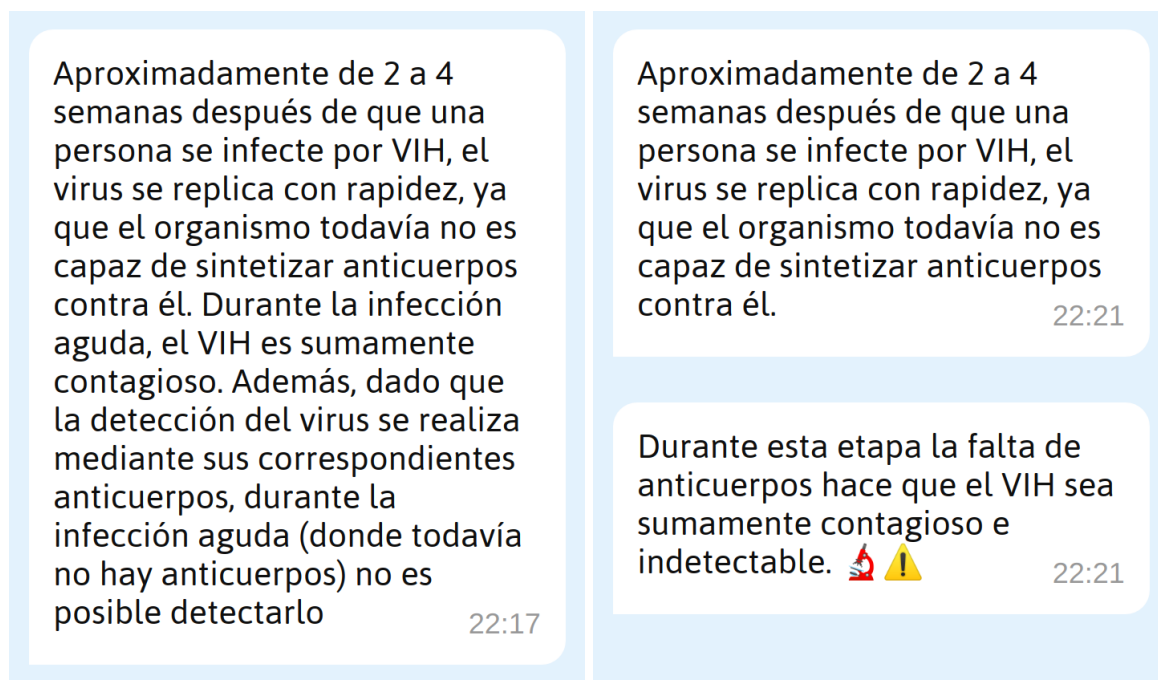 Aproximadamente de 2 a 4
semanas después de que una
persona se infecte por VIH, el
virus se replica con rapidez, ya
que el organismo todavía no es
capaz de sintetizar anticuerpos
contra él. Durante la infección
aguda, el VIH es sumamente
contagioso. Además, dado que
la detección del virus se realiza
mediante sus correspondientes
anticuerpos, durante la
infección aguda (donde todavía
no hay anticuerpos) no es
posible detectarlo
22:17
Aproximadamente de 2 a 4
semanas después de que una
persona se infecte por VIH, el
virus se replica con rapidez, ya
que el organismo todavía no es
capaz de sintetizar anticuerpos
contra él.
22:21
Durante esta etapa la falta de
anticuerpos hace que el VIH sea
sumamente contagioso e
indetectable. 🔬⚠️
22:21